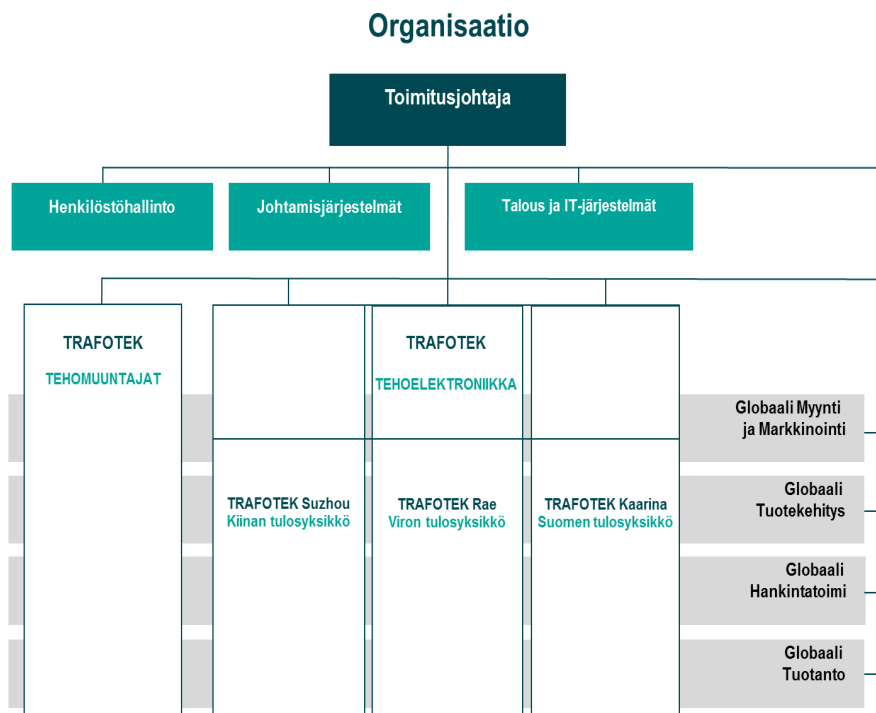 Organisaatio
Toimitusjohtaja
Henkilöstöhallinto
Johtamisjärjestelmät
Talous ja IT-järjestelmät
TRAFOTEK
TEHOMUUNTAJAT
TRAFOTEK
TEHOELEKTRONIIKKA
TRAFOTEK Suzhou
Kiinan tulosyksikkö
TRAFOTEK Rae
Viron tulosyksikkö
TRAFOTEK Kaarina
Suomen tulosyksikkö
Globaali Myynti
ja Markkinointi
Globaali
Tuotekehitys
Globaali
Hankintatoimi
Globaali
Tuotanto